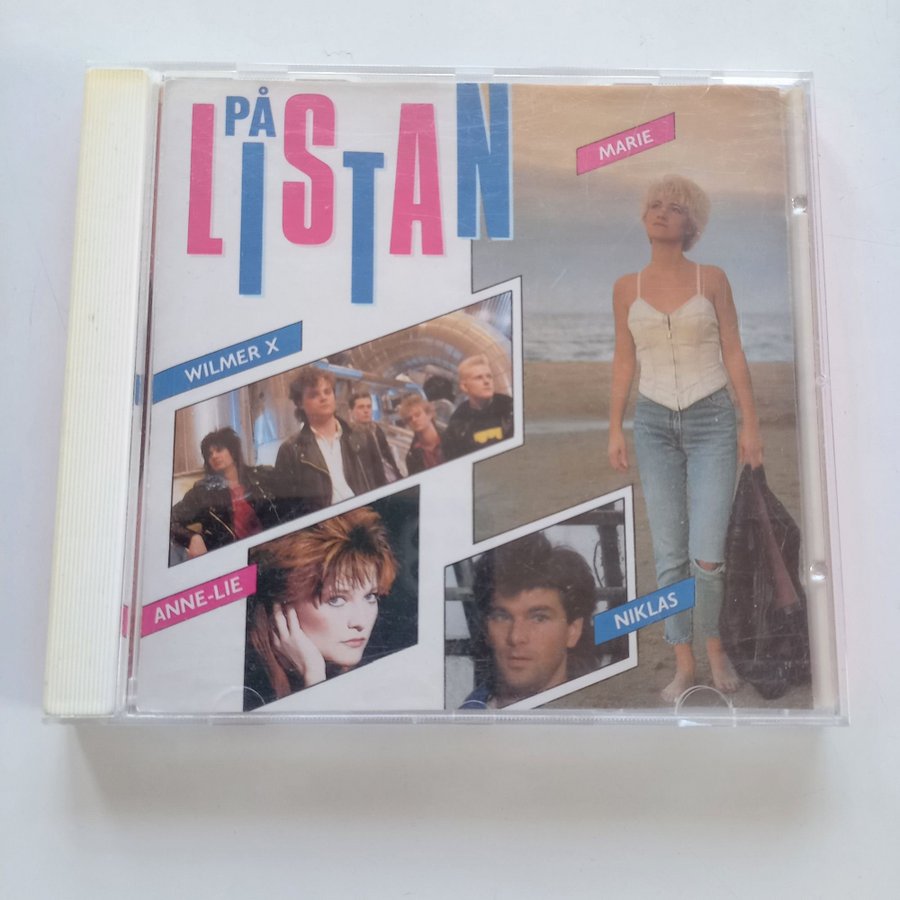 PÅ
LISTAN
MARIE
WILMER X
ANNE-LIE
NIKLAS